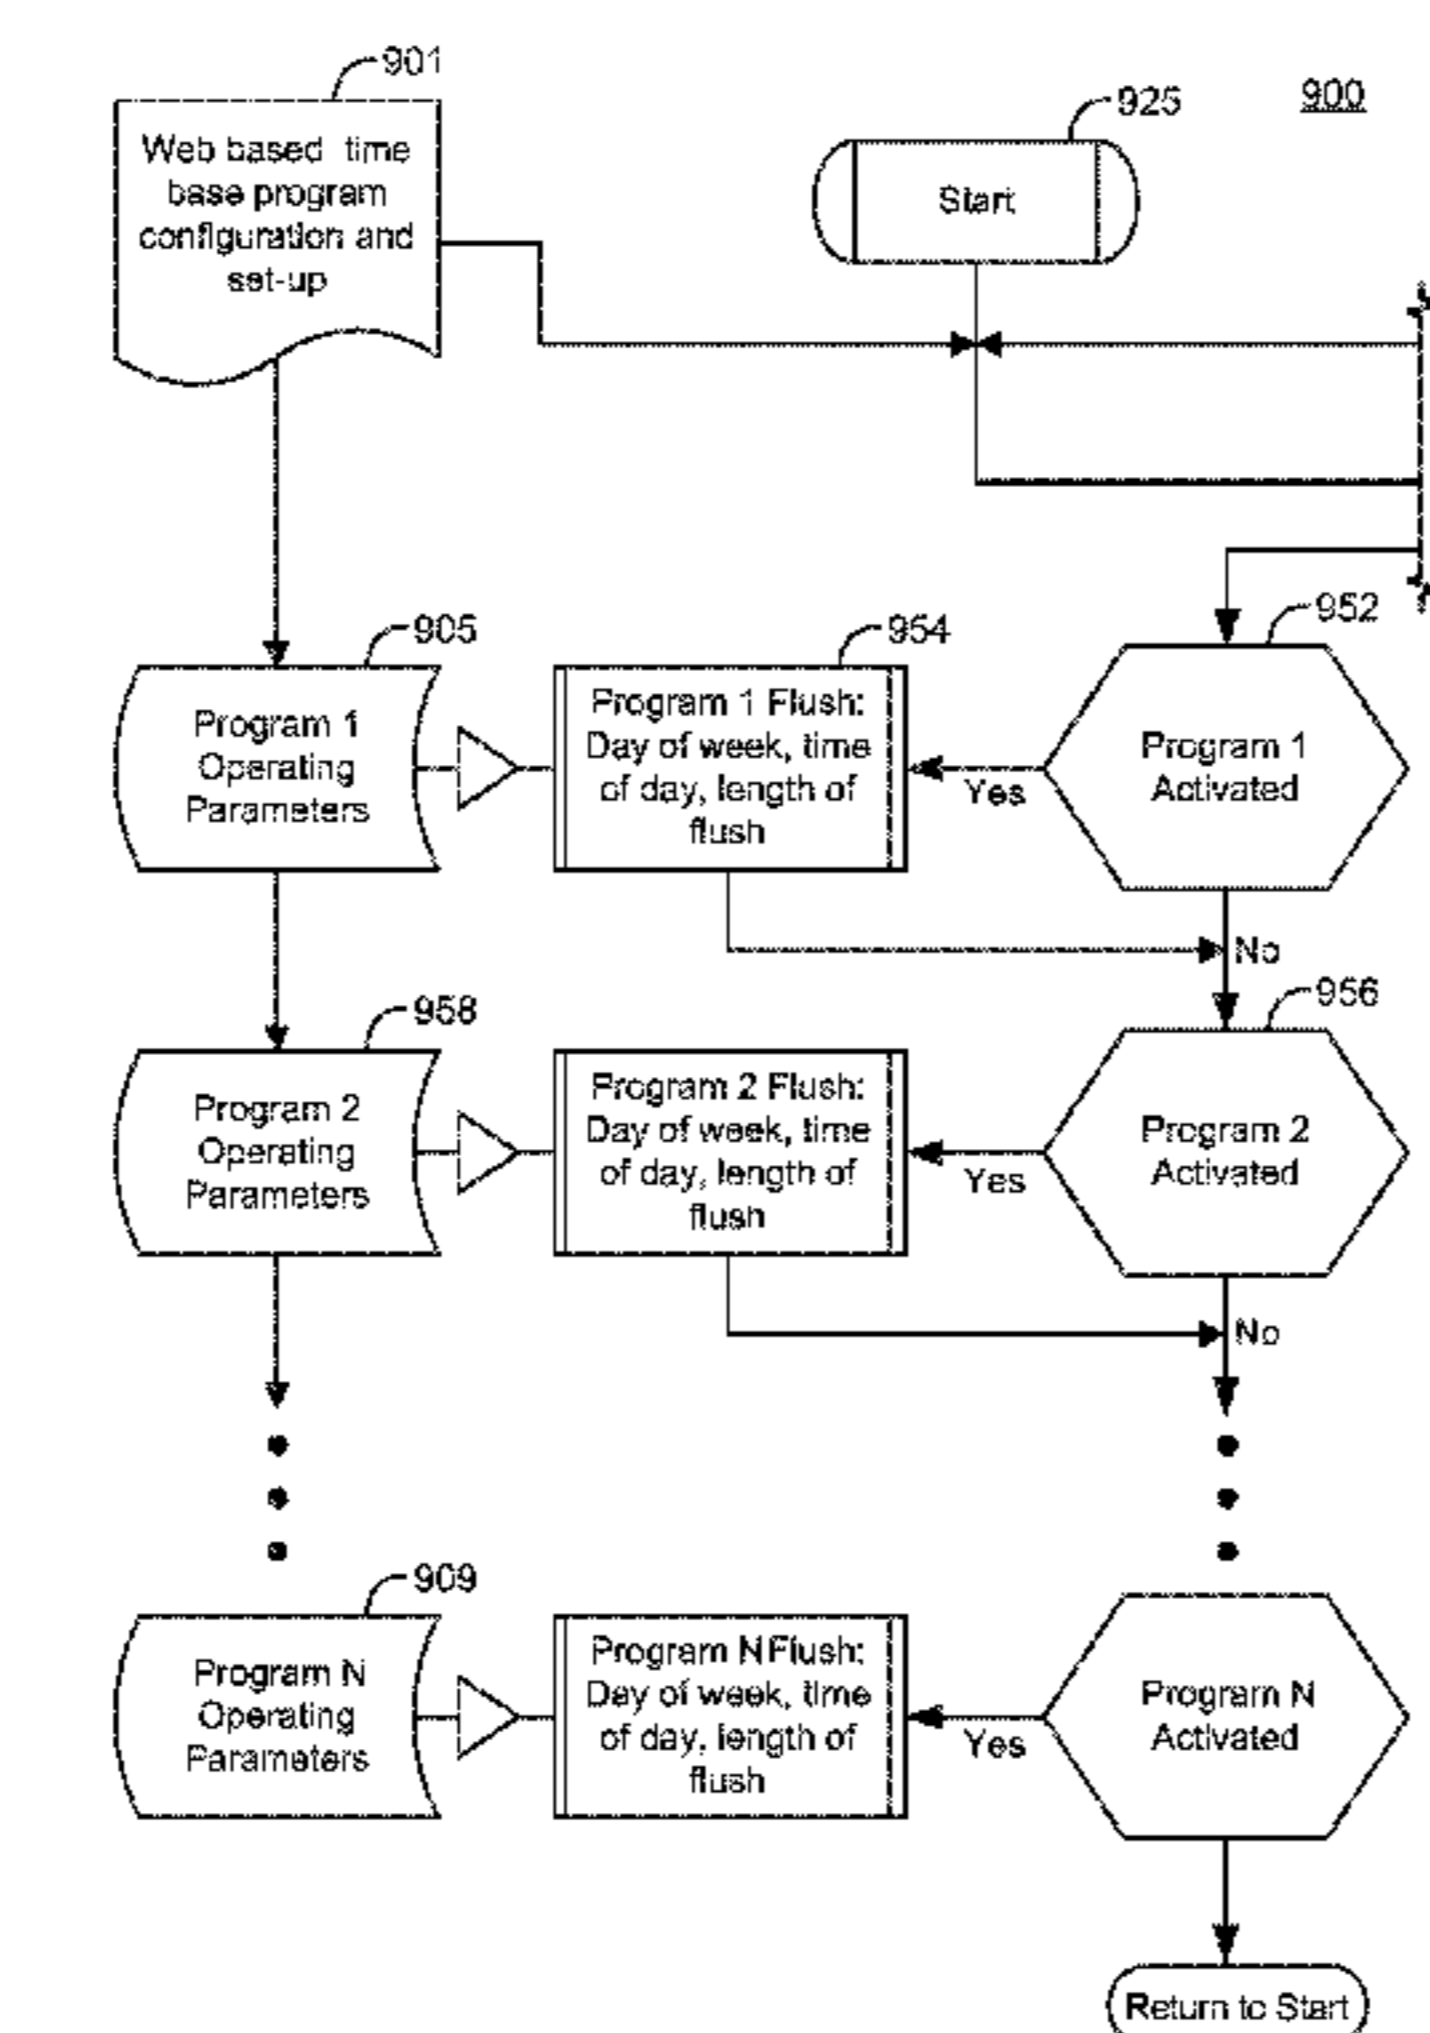 901
Web based time
base program
configuration and
set-up
925
Start
900
905
Program 1
Operating
Parameters
954
Program 1 Flush:
Day of week, time
of day, length of
flush
Yes
952
Program 1
Activated
No
958
Program 2
Operating
Parameters
Program 2 Flush:
Day of week, time
of day, length of
flush
Yes
956
Program 2
Activated
No
909
Program N
Operating
Parameters
Program N Flush:
Day of week, time
of day, length of
flush
Yes
Program N
Activated
Return to Start